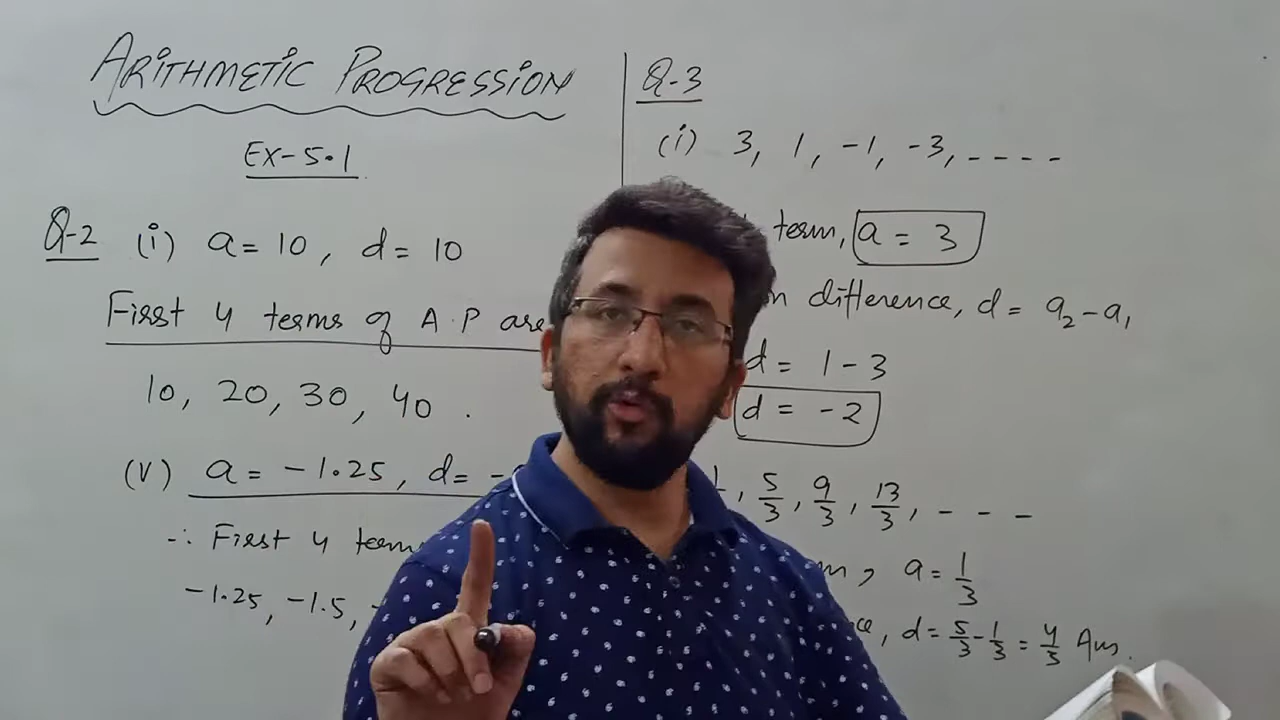 ARITHMETIC PROGRESSION
EX-5.1
Q-2 (i) a = 10, d = 10
First 4 terms of A.P are
10, 20, 30, 40.
(V) a = -1.25, d = -
∴ First 4 term
-1.25, -1.5,
Q-3
(i) 3, 1, -1, -3, - - - -
term, a = 3
difference, d = a₂ - a₁
d = 1 - 3
d = -2
, 5/3, 9/3, 13/3, - - -
, a = 1/3
, d = 5/3 - 1/3 = 4/3 Ans.